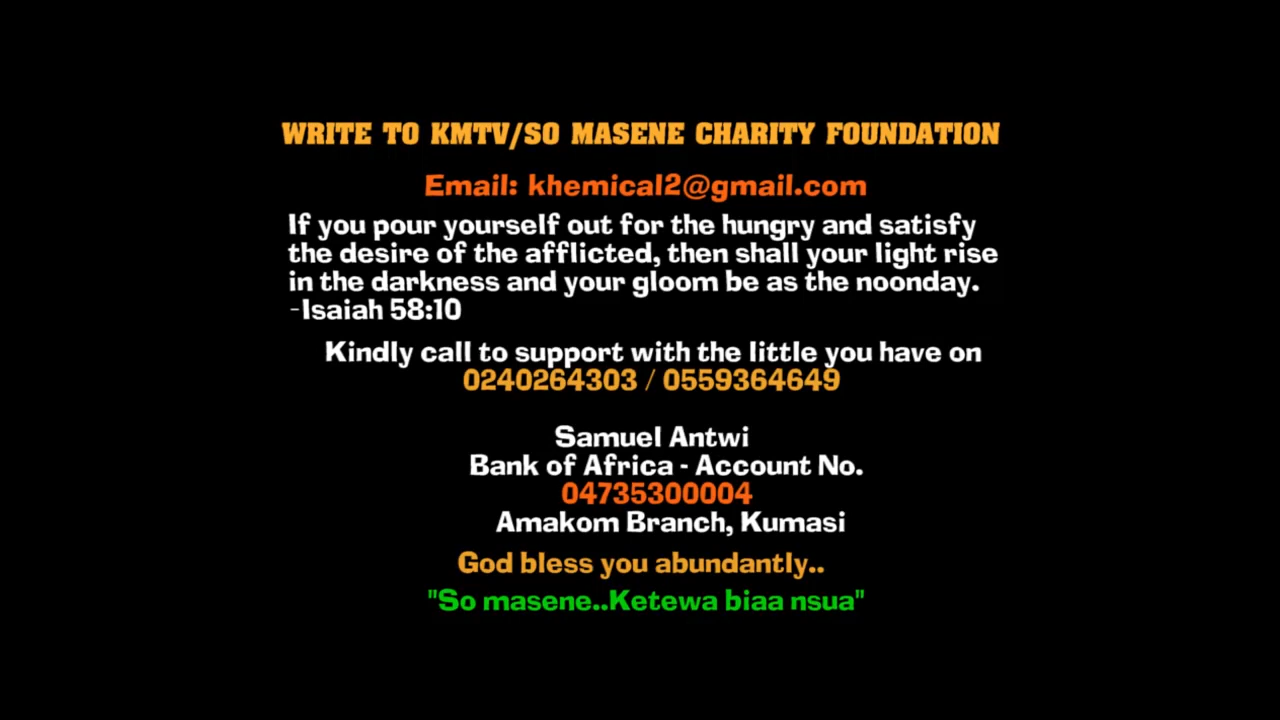 WRITE TO KMTV/SO MASENE CHARITY FOUNDATION
Email: khemical2@gmail.com
If you pour yourself out for the hungry and satisfy
the desire of the afflicted, then shall your light rise
in the darkness and your gloom be as the noonday.
-Isaiah 58:10
Kindly call to support with the little you have on
0240264303 / 0559364649
Samuel Antwi
Bank of Africa - Account No.
04735300004
Amakom Branch, Kumasi
God bless you abundantly..
"So masene..Ketewa biaa nsua"